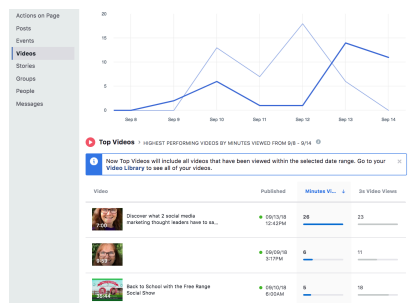 Actions on Page
Posts
Events
Videos
Stories
Groups
People
Messages
20
15
10
5
0
Sep 8
Sep 9
Sep 10
Sep 11
Sep 12
Sep 13
Sep 14
Top Videos › HIGHEST PERFORMING VIDEOS BY MINUTES VIEWED FROM 9/8 - 9/14
Now Top Videos will include all videos that have been viewed within the selected date range. Go to your
Video Library to see all of your videos.
Video Published Minutes Vi... ↓ 3s Video Views
Discover what 2 social media
marketing thought leaders have to sa...
7:00
09/13/18
12:42PM
26
23
09/09/18
3:17PM
6
11
Back to School with the Free Range
Social Show
35:44
09/10/18
6:00AM
6
18